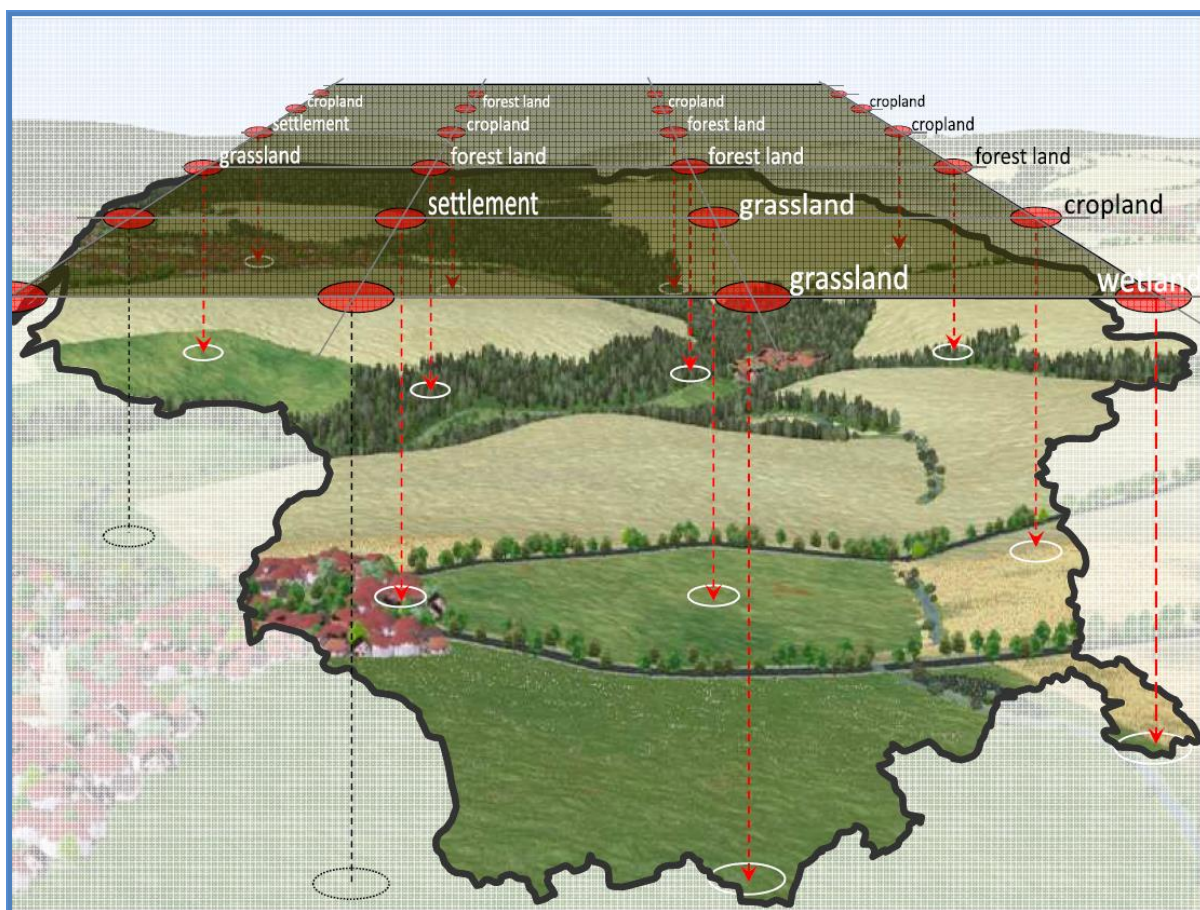 cropland forest land cropland cropland
settlement cropland forest land cropland
grassland forest land forest land forest land
settlement grassland cropland
grassland wetland